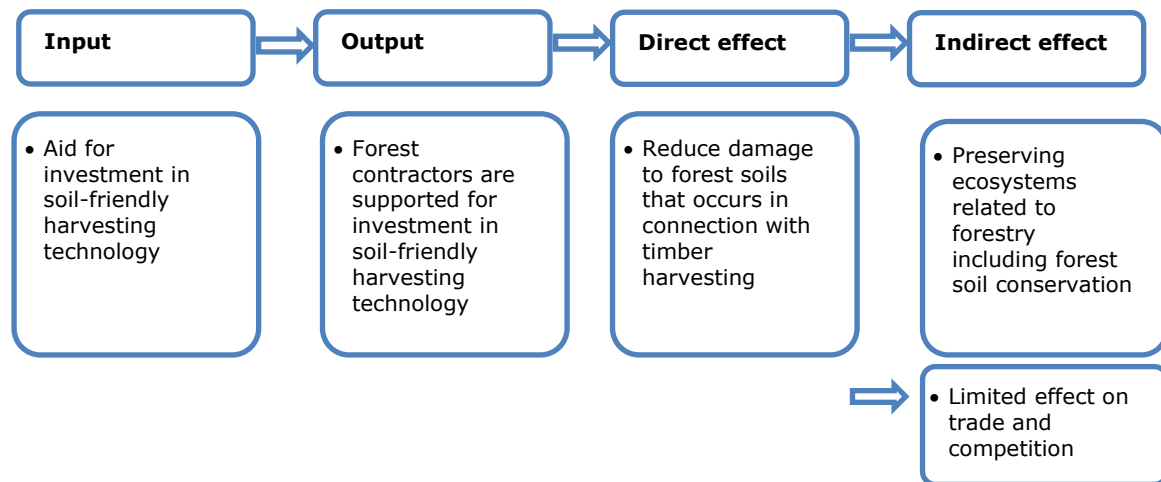 Input
Output
Direct effect
Indirect effect
• Aid for
investment in
soil-friendly
harvesting
technology
• Forest
contractors are
supported for
investment in
soil-friendly
harvesting
technology
• Reduce damage
to forest soils
that occurs in
connection with
timber
harvesting
• Preserving
ecosystems
related to
forestry
including forest
soil conservation
• Limited effect on
trade and
competition